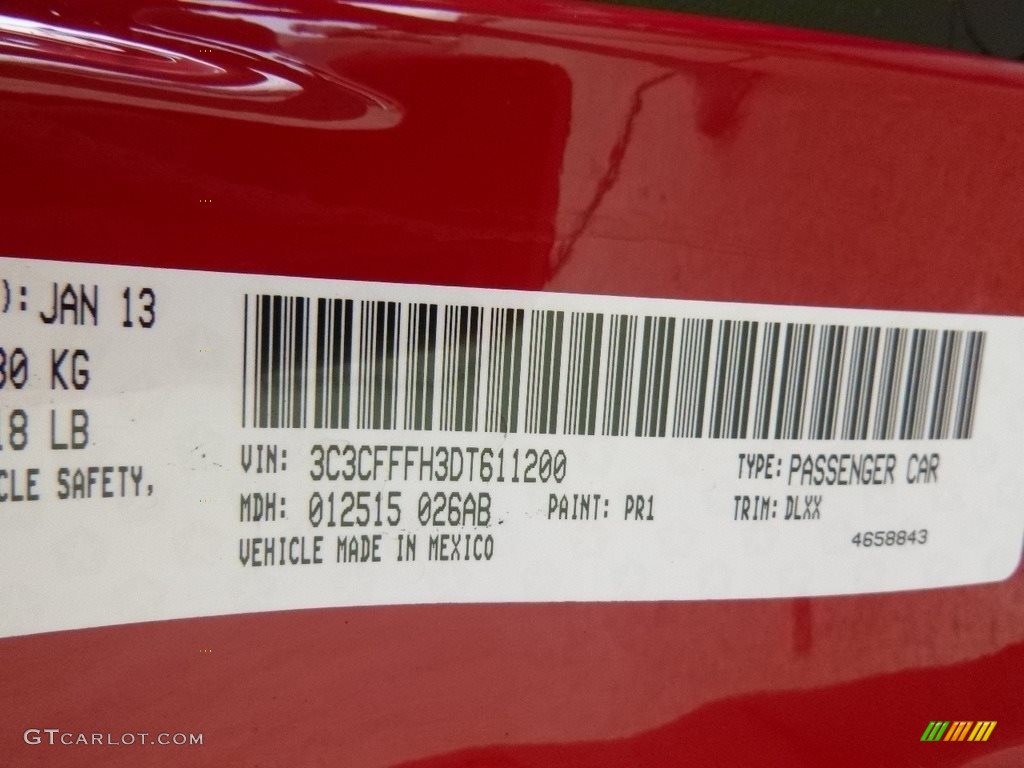 ): JAN 13
80 KG
18 LB
CLE SAFETY,
VIN: 3C3CFFFH3DT611200 TYPE: PASSENGER CAR
MDH: 012515 026AB PAINT: PR1 TRIM: DLXX
VEHICLE MADE IN MEXICO 4658843
GTCARLOT.COM